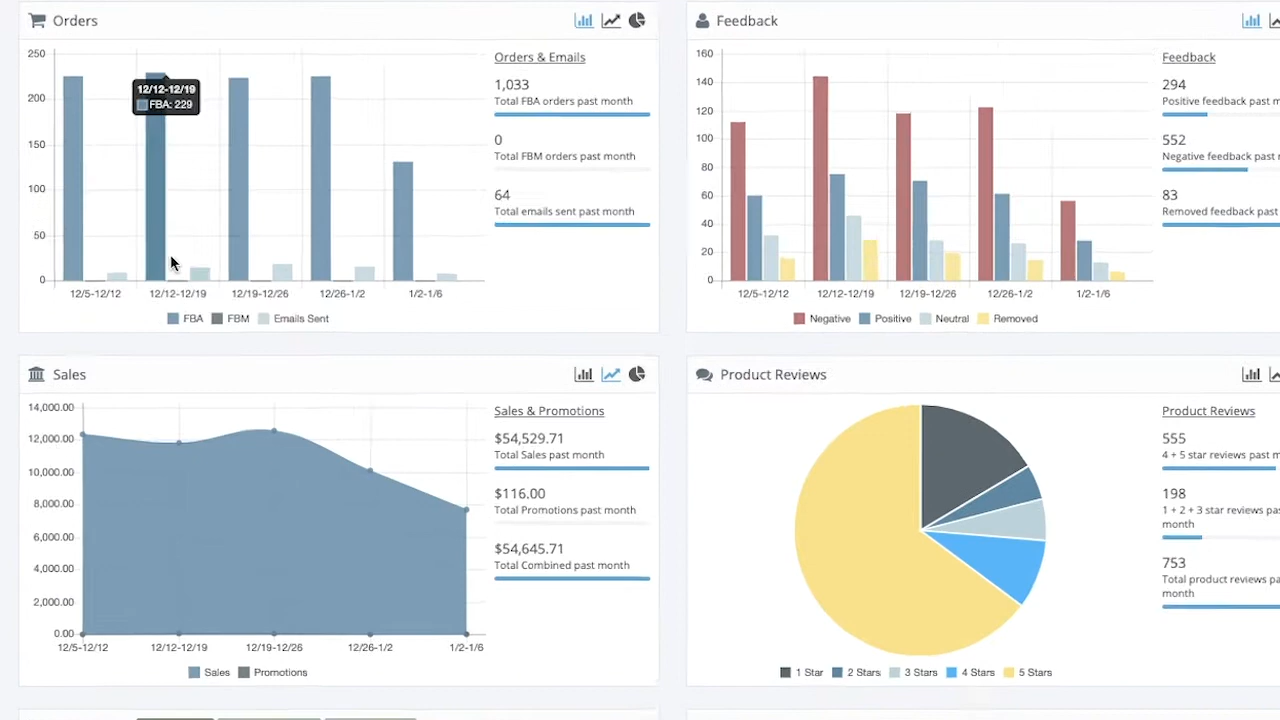 Orders
250
200
150
100
50
0
12/12-12/19
FBA: 229
12/5-12/12 12/12-12/19 12/19-12/26 12/26-1/2 1/2-1/6
FBA FBM Emails Sent
Orders & Emails
1,033
Total FBA orders past month
0
Total FBM orders past month
64
Total emails sent past month
Feedback
160
140
120
100
80
60
40
20
0
12/5-12/12 12/12-12/19 12/19-12/26 12/26-1/2 1/2-1/6
Negative Positive Neutral Removed
Feedback
294
Positive feedback past m
552
Negative feedback past
83
Removed feedback past
Sales
14,000.00
12,000.00
10,000.00
8,000.00
6,000.00
4,000.00
2,000.00
0.00
12/5-12/12 12/12-12/19 12/19-12/26 12/26-1/2 1/2-1/6
Sales Promotions
Sales & Promotions
$54,529.71
Total Sales past month
$116.00
Total Promotions past month
$54,645.71
Total Combined past month
Product Reviews
1 Star 2 Stars 3 Stars 4 Stars 5 Stars
Product Reviews
555
4 + 5 star reviews past m
198
1 + 2 + 3 star reviews pas
month
753
Total product reviews pa
month